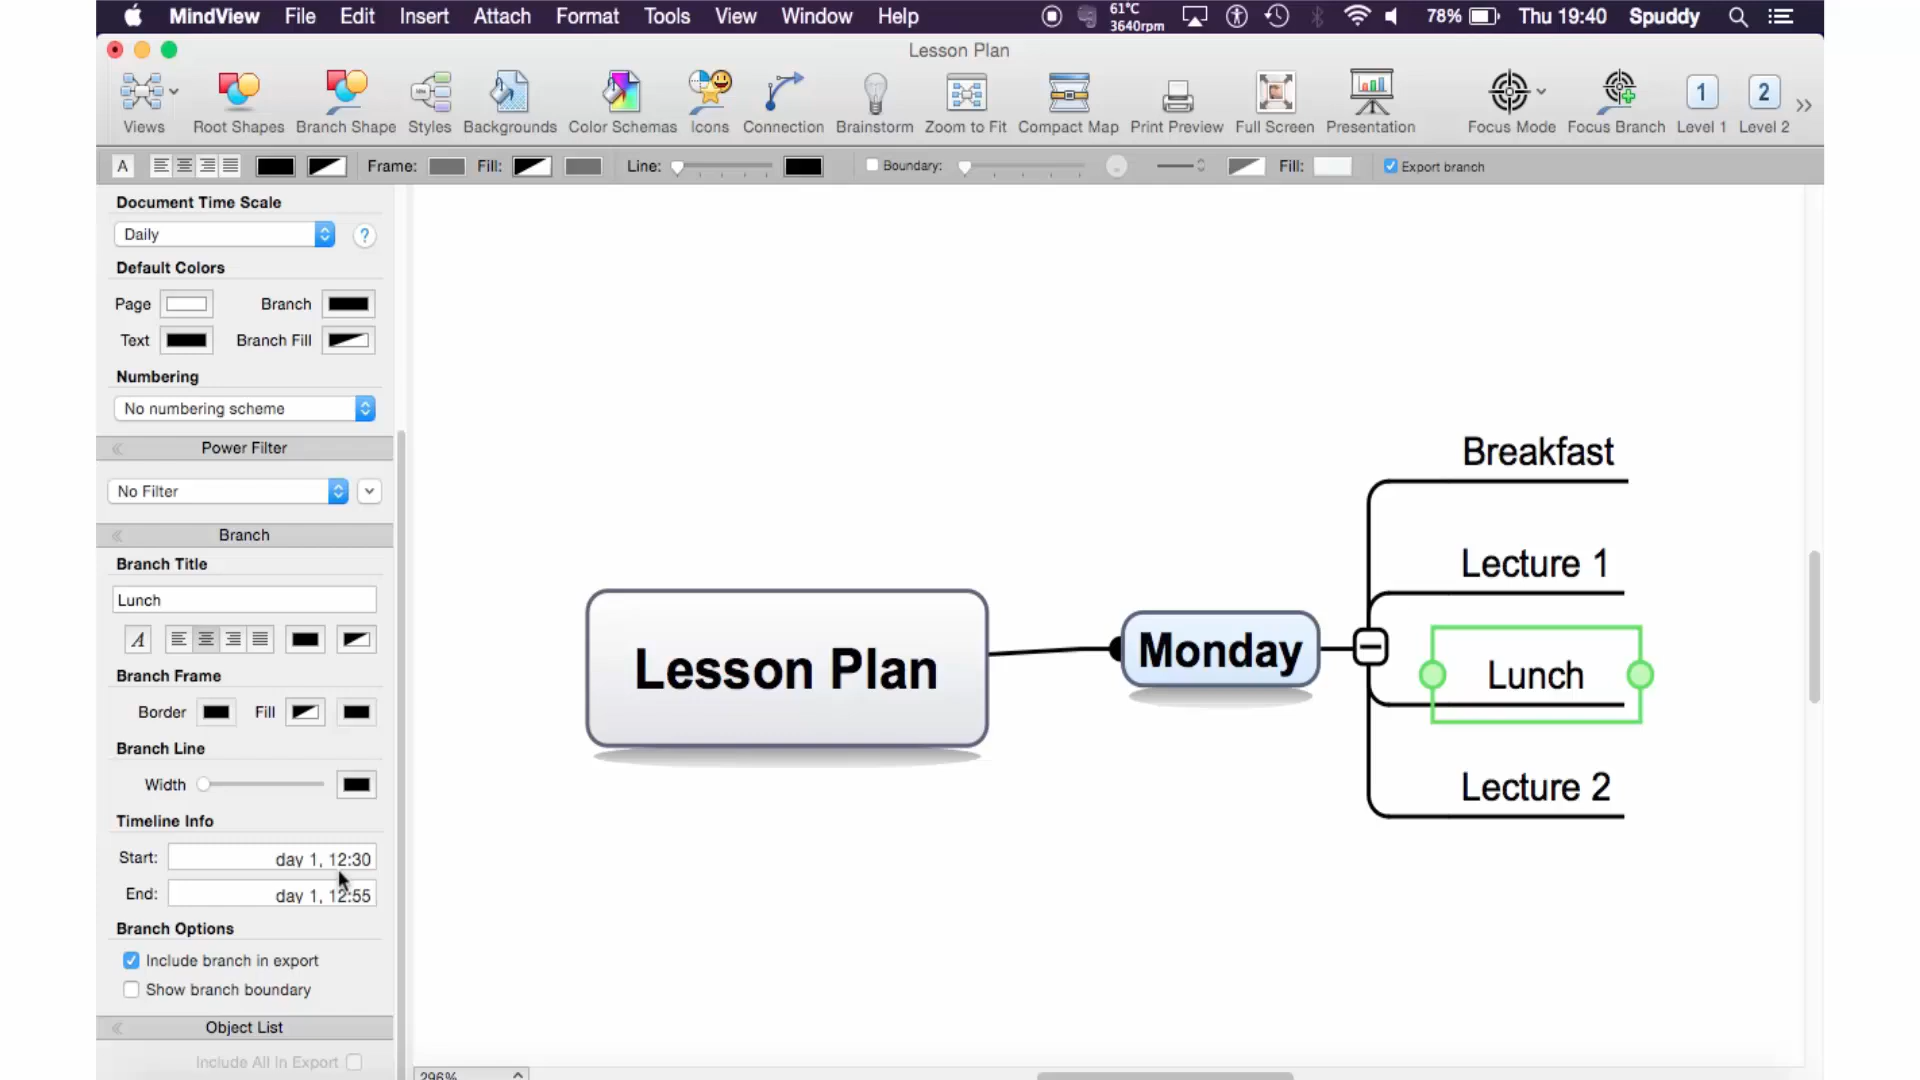 MindView File Edit Insert Attach Format Tools View Window Help 61°C 3640rpm 78% Thu 19:40 Spuddy
Lesson Plan
Views Root Shapes Branch Shape Styles Backgrounds Color Schemas Icons Connection Brainstorm Zoom to Fit Compact Map Print Preview Full Screen Presentation Focus Mode Focus Branch 1 Level 1 2 Level 2
A Frame: Fill: Line: Boundary: Fill: Export branch
Document Time Scale
Daily ?
Default Colors
Page Branch
Text Branch Fill
Numbering
No numbering scheme
Power Filter
No Filter
Branch
Branch Title
Lunch
A
Branch Frame
Border Fill
Branch Line
Width
Timeline Info
Start: day 1, 12:30
End: day 1, 12:55
Branch Options
Include branch in export
Show branch boundary
Object List
Include All In Export
Lesson Plan
Monday
Breakfast
Lecture 1
Lunch
Lecture 2
296%